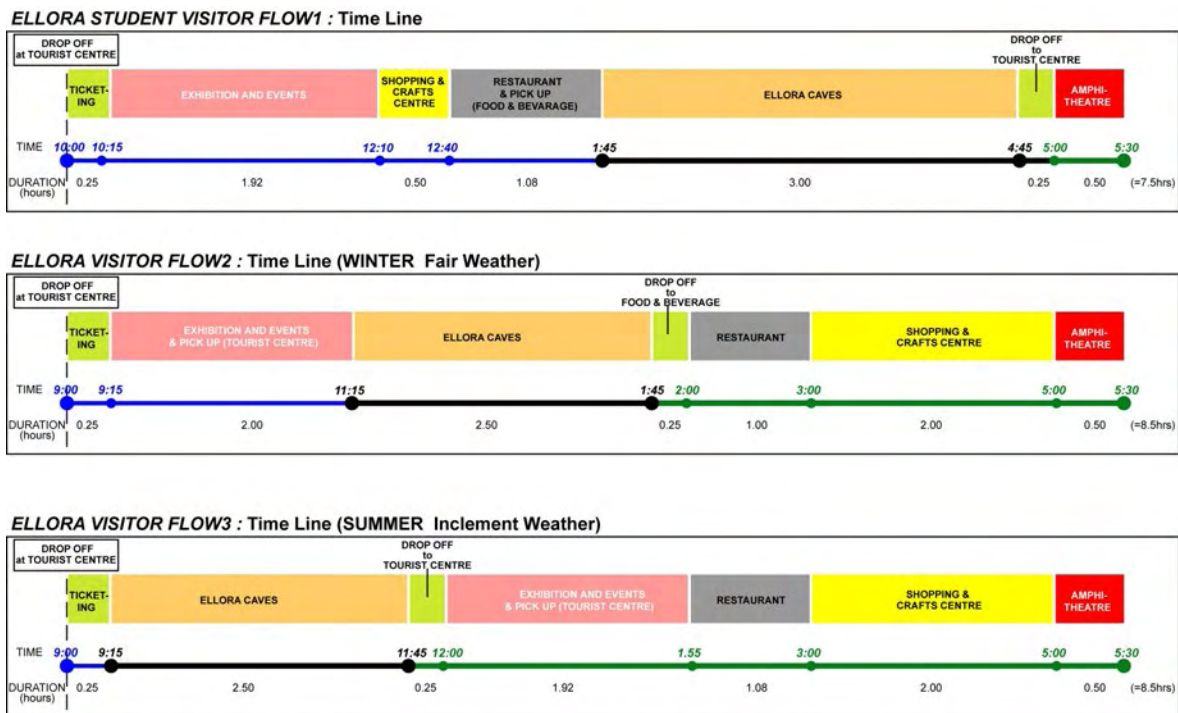 ELLORA STUDENT VISITOR FLOW1 : Time Line
DROP OFF
at TOURIST CENTRE
DROP OFF
to
TOURIST CENTRE
TICKET-
ING
EXHIBITION AND EVENTS
SHOPPING &
CRAFTS
CENTRE
RESTAURANT
& PICK UP
(FOOD & BEVARAGE)
ELLORA CAVES
AMPHI-
THEATRE
TIME 10:00 10:15 12:10 12:40 1:45 4:45 5:00 5:30
DURATION 0.25 1.92 0.50 1.08 3.00 0.25 0.50 (=7.5hrs)
(hours)
ELLORA VISITOR FLOW2 : Time Line (WINTER Fair Weather)
DROP OFF
at TOURIST CENTRE
DROP OFF
to
FOOD & BEVERAGE
TICKET-
ING
EXHIBITION AND EVENTS
& PICK UP (TOURIST CENTRE)
ELLORA CAVES
RESTAURANT
SHOPPING &
CRAFTS CENTRE
AMPHI-
THEATRE
TIME 9:00 9:15 11:15 1:45 2:00 3:00 5:00 5:30
DURATION 0.25 2.00 2.50 0.25 1.00 2.00 0.50 (=8.5hrs)
(hours)
ELLORA VISITOR FLOW3 : Time Line (SUMMER Inclement Weather)
DROP OFF
at TOURIST CENTRE
DROP OFF
to
TOURIST CENTRE
TICKET-
ING
ELLORA CAVES
EXHIBITION AND EVENTS
& PICK UP (TOURIST CENTRE)
RESTAURANT
SHOPPING &
CRAFTS CENTRE
AMPHI-
THEATRE
TIME 9:00 9:15 11:45 12:00 1.55 3:00 5:00 5:30
DURATION 0.25 2.50 0.25 1.92 1.08 2.00 0.50 (=8.5hrs)
(hours)